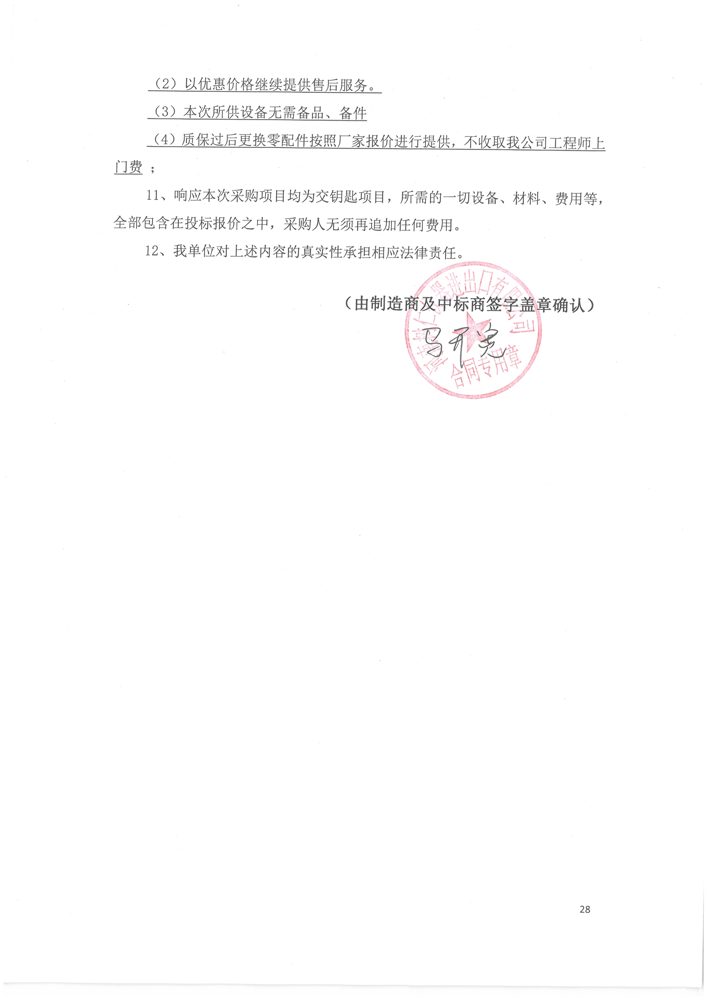 （2）以优惠价格继续提供售后服务。
（3）本次所供设备无需备品、备件
（4）质保过后更换零配件按照厂家报价进行提供，不收取我公司工程师上
门费 ；
11、响应本次采购项目均为交钥匙项目，所需的一切设备、材料、费用等，
全部包含在投标报价之中，采购人无须再追加任何费用。
12、我单位对上述内容的真实性承担相应法律责任。
（由制造商及中标商签字盖章确认）
仪器进出口有限公司
马开
合同专用章
28